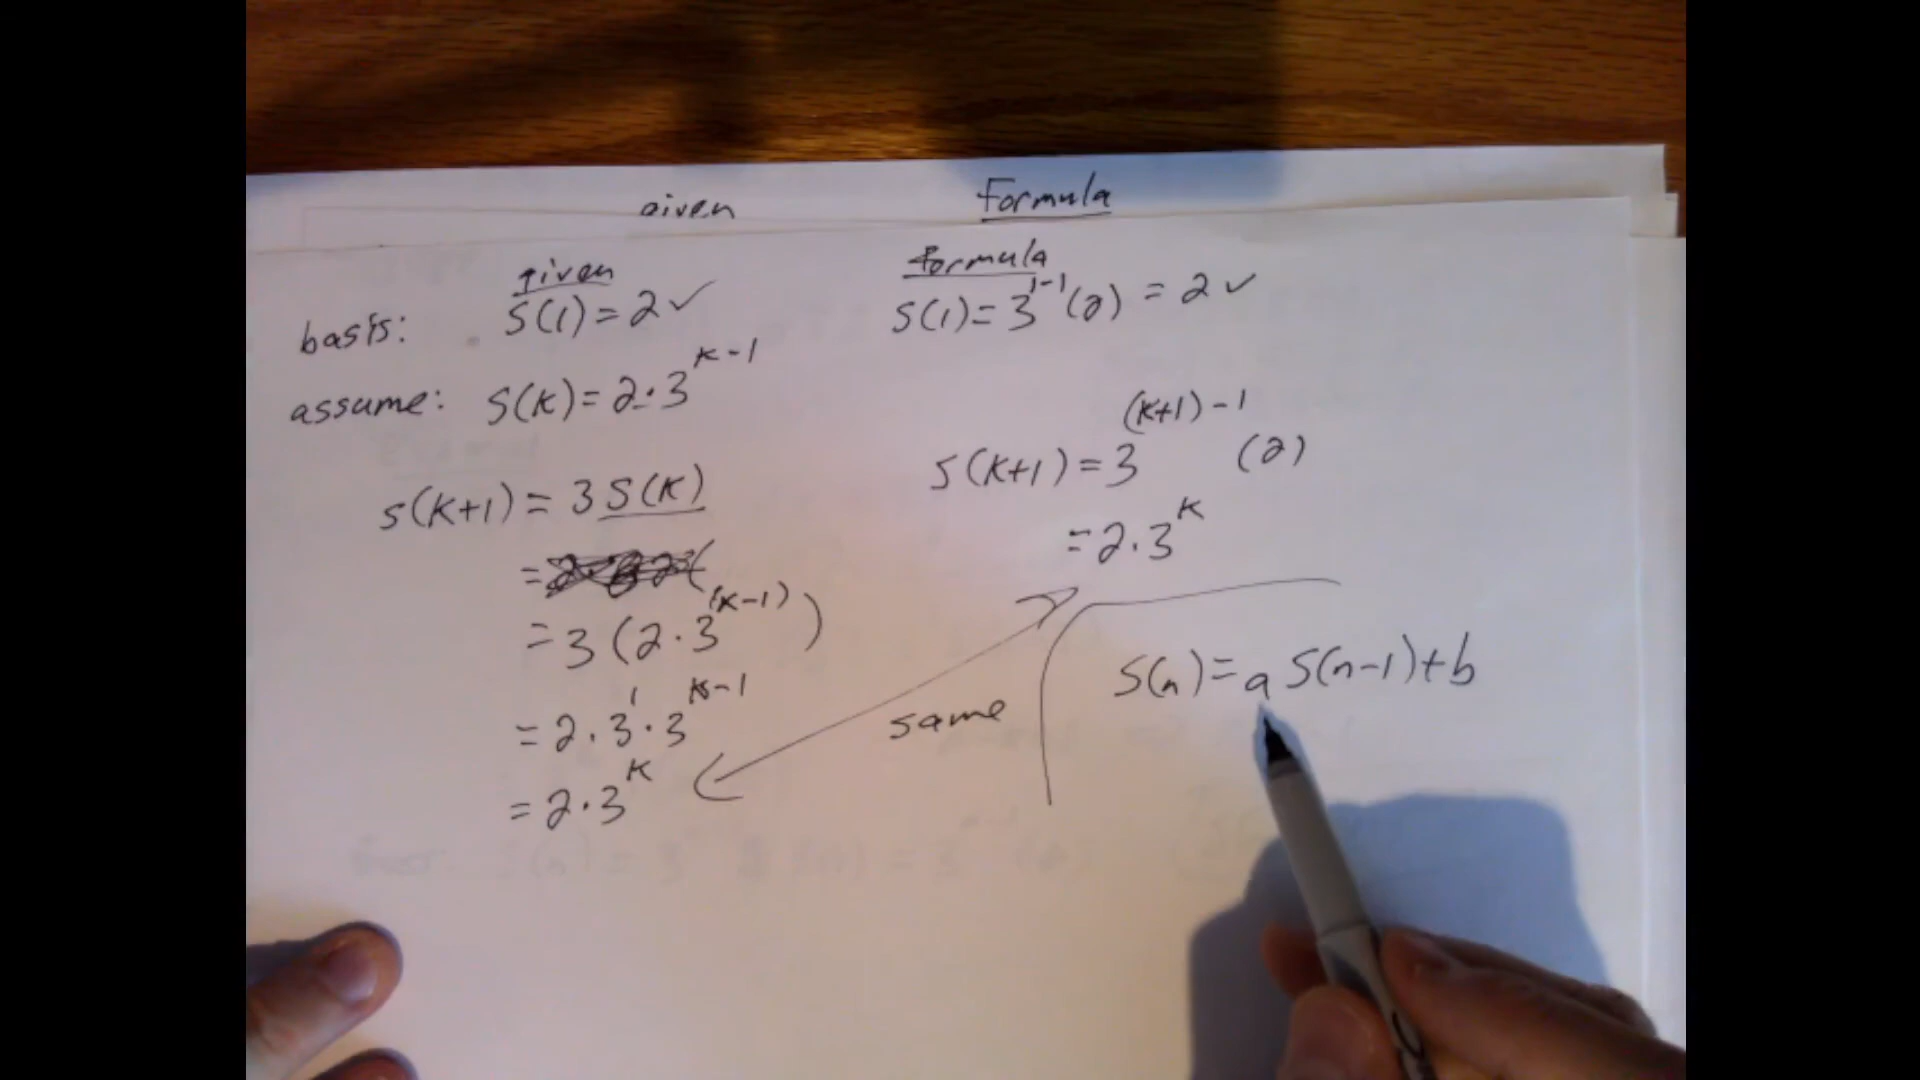 given Formula
given formula
basis: S(1) = 2 ✓ S(1) = 3^{1-1} (2) = 2 ✓
assume: S(k) = 2 · 3^{k-1}
S(k+1) = 3^{(k+1)-1} (2)
S(k+1) = 3 S(k)
= 2 · 3^k
= 3 (2 · 3^{(k-1)})
= 2 · 3^1 · 3^{k-1}
= 2 · 3^k
same
S(n) = a S(n-1) + b